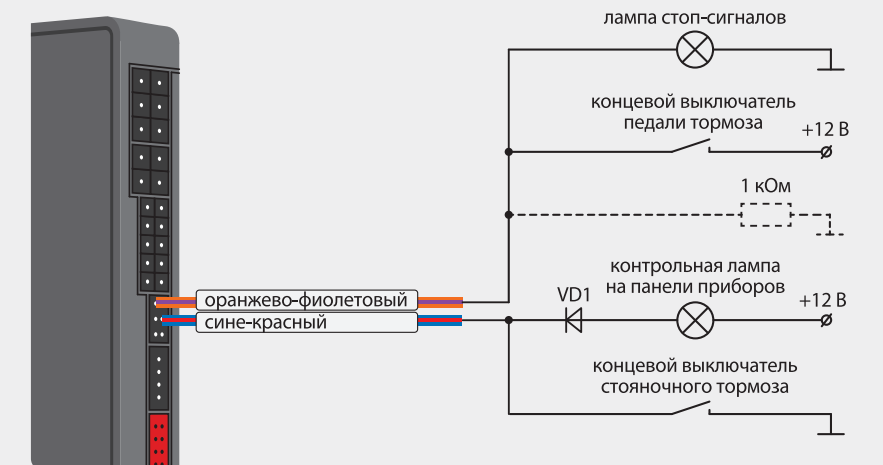 лампа стоп-сигналов
концевой выключатель
педали тормоза
+12 В
1 кОм
оранжево-фиолетовый
сине-красный
VD1
контрольная лампа
на панели приборов
+12 В
концевой выключатель
стояночного тормоза